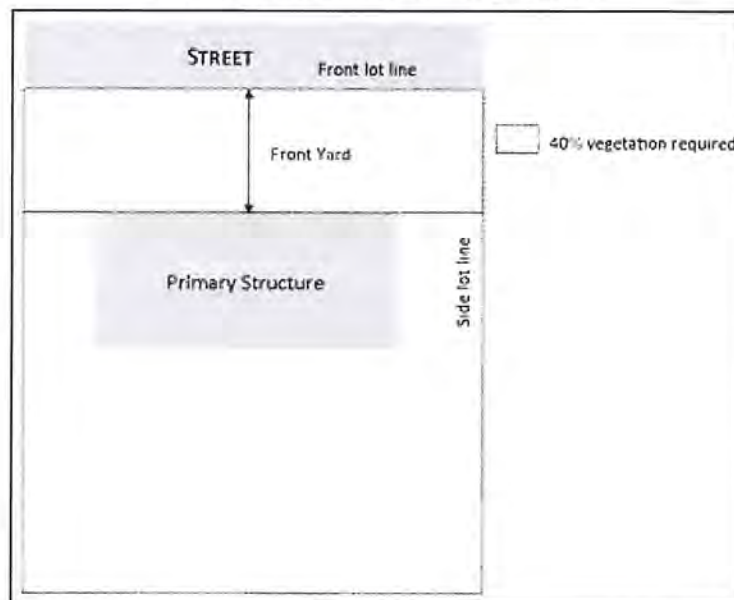 STREET
Front lot line
Front Yard
40% vegetation required
Primary Structure
Side lot line